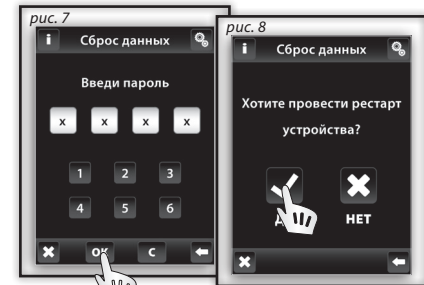 рис. 7
i Сброс данных
Введи пароль
x x x x
1 2 3
4 5 6
ОК С
рис. 8
i Сброс данных
Хотите провести рестарт
устройства?
НЕТ